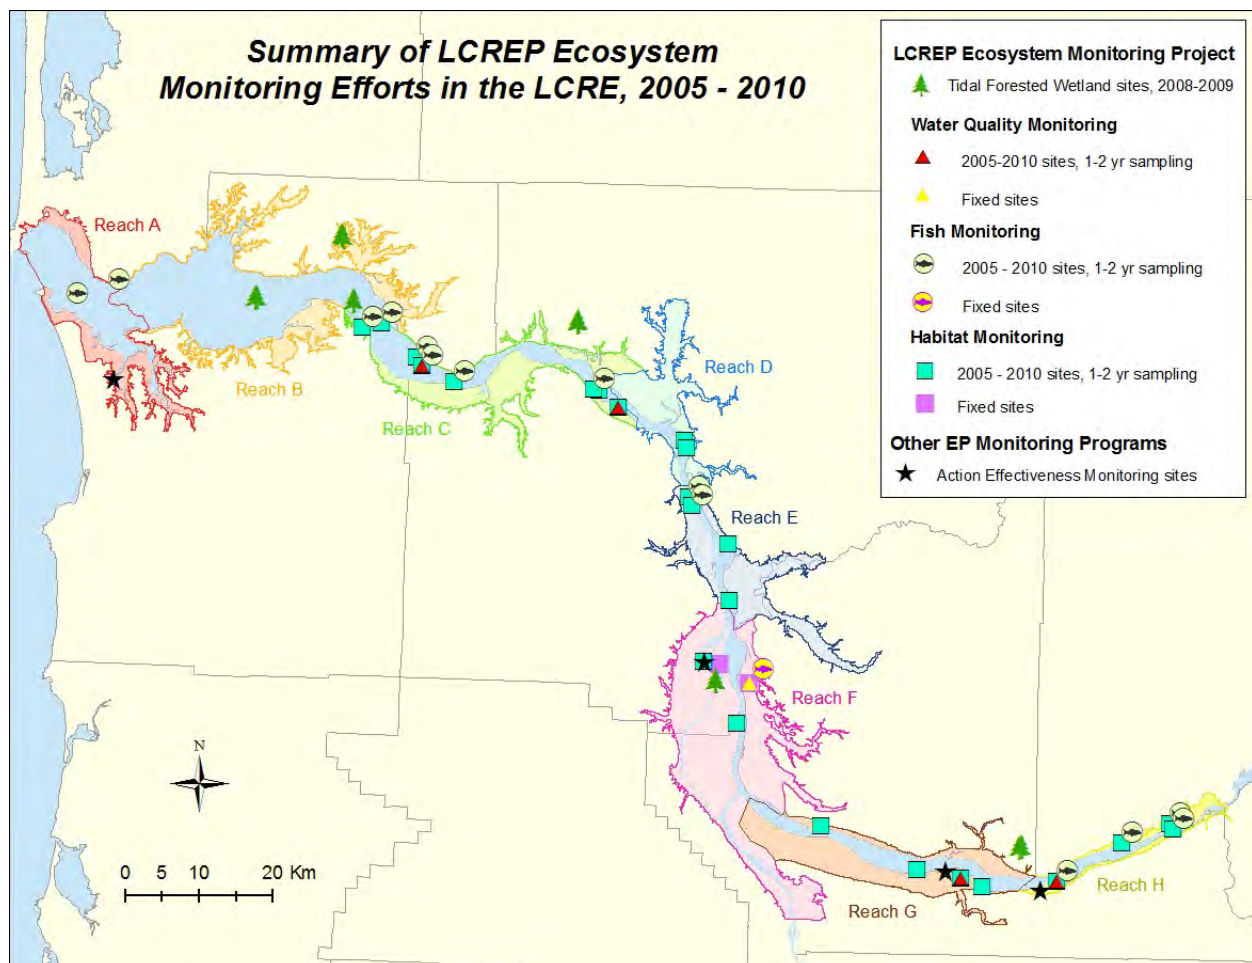 Summary of LCREP Ecosystem
Monitoring Efforts in the LCRE, 2005 - 2010
LCREP Ecosystem Monitoring Project
Tidal Forested Wetland sites, 2008-2009
Water Quality Monitoring
2005-2010 sites, 1-2 yr sampling
Fixed sites
Fish Monitoring
2005 - 2010 sites, 1-2 yr sampling
Fixed sites
Habitat Monitoring
2005 - 2010 sites, 1-2 yr sampling
Fixed sites
Other EP Monitoring Programs
Action Effectiveness Monitoring sites
Reach A
Reach B
Reach C
Reach D
Reach E
Reach F
Reach G
Reach H
N
0 5 10 20 Km